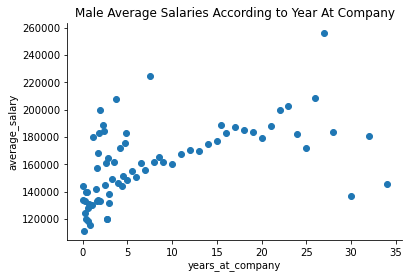 Male Average Salaries According to Year At Company
260000
240000
220000
200000
180000
160000
140000
120000
average_salary
0 5 10 15 20 25 30 35
years_at_company